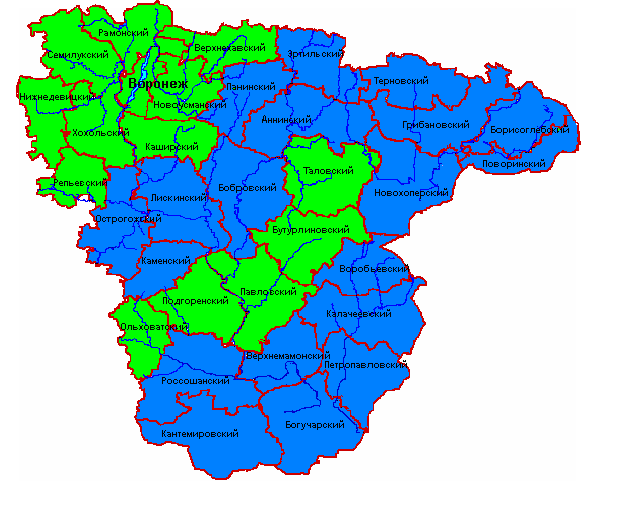 Рамонский
Верхнехавский
Семилукский
Эртильский
Воронеж
Терновский
Панинский
Нижнедевицкий
Новоусманский
Аннинский
Грибановский
Борисоглебский
Хохольский
Каширский
Поворинский
Таловский
Репьевский
Бобровский
Новохоперский
Лискинский
Острогожский
Бутурлиновский
Каменский
Воробьевский
Павловский
Подгоренский
Калачеевский
Ольховатский
Верхнемамонский
Петропавловский
Россошанский
Богучарский
Кантемировский